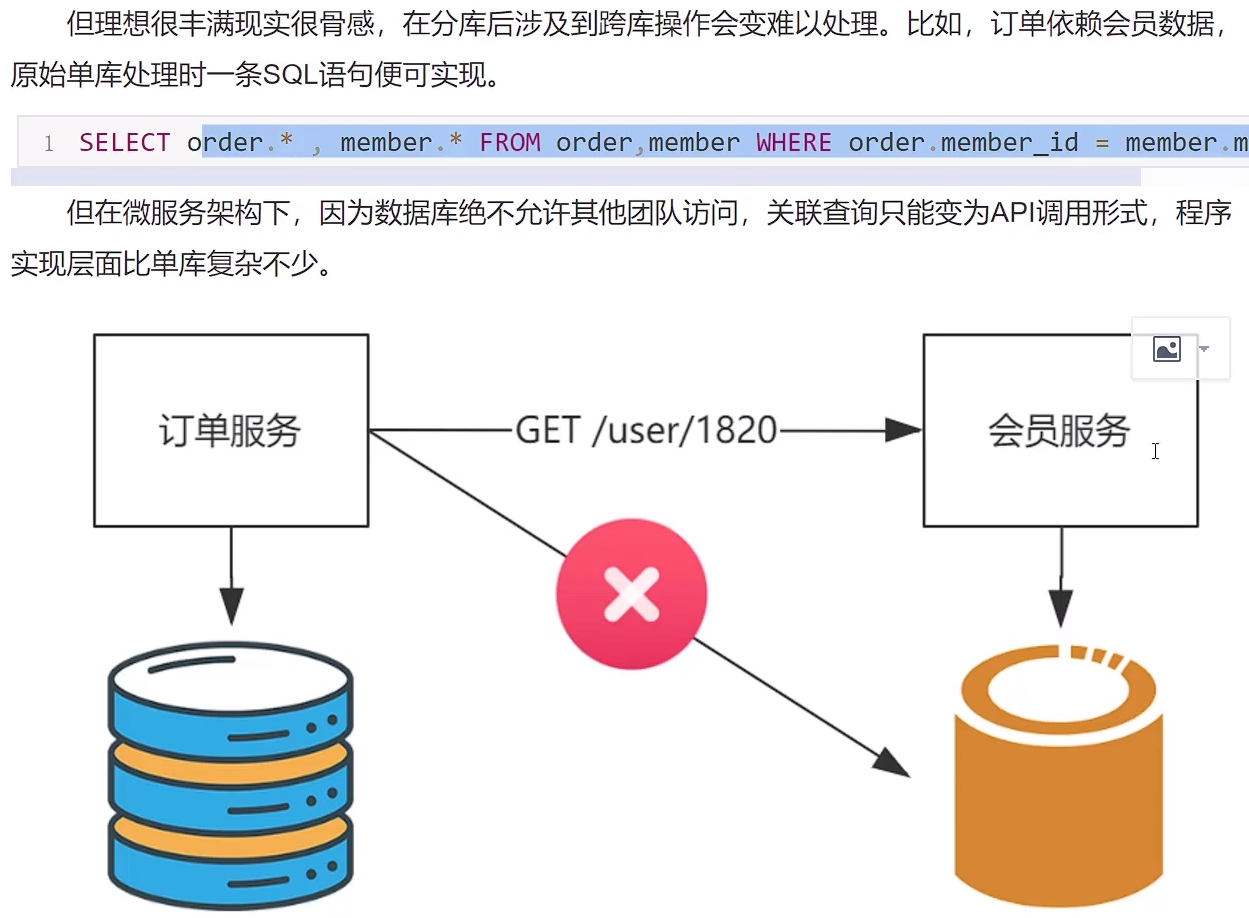 但理想很丰满现实很骨感，在分库后涉及到跨库操作会变难以处理。比如，订单依赖会员数据，
原始单库处理时一条SQL语句便可实现。
1 SELECT order.* , member.* FROM order,member WHERE order.member_id = member.m
但在微服务架构下，因为数据库绝不允许其他团队访问，关联查询只能变为API调用形式，程序
实现层面比单库复杂不少。
订单服务
GET /user/1820
会员服务